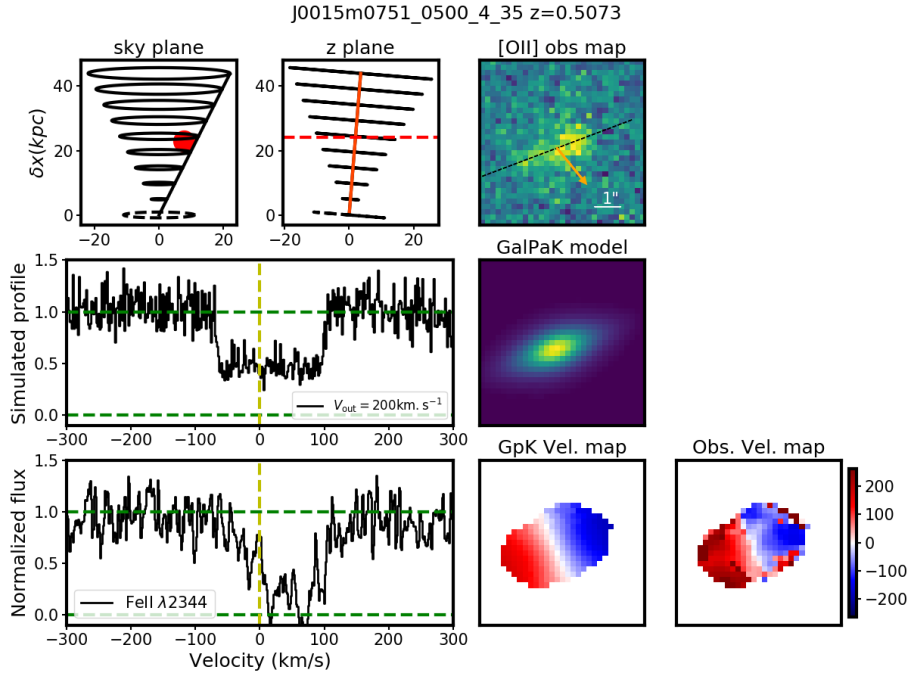 J0015m0751_0500_4_35 z=0.5073
sky plane
z plane
[OII] obs map
δx(kpc)
40
20
0
−20 0 20
−20 0 20
1"
GalPaK model
Simulated profile
1.5
1.0
0.5
0.0
V_out = 200km.s⁻¹
−300 −200 −100 0 100 200 300
GpK Vel. map
Obs. Vel. map
Normalized flux
1.5
1.0
0.5
0.0
FeII λ2344
−300 −200 −100 0 100 200 300
Velocity (km/s)
200
100
0
−100
−200